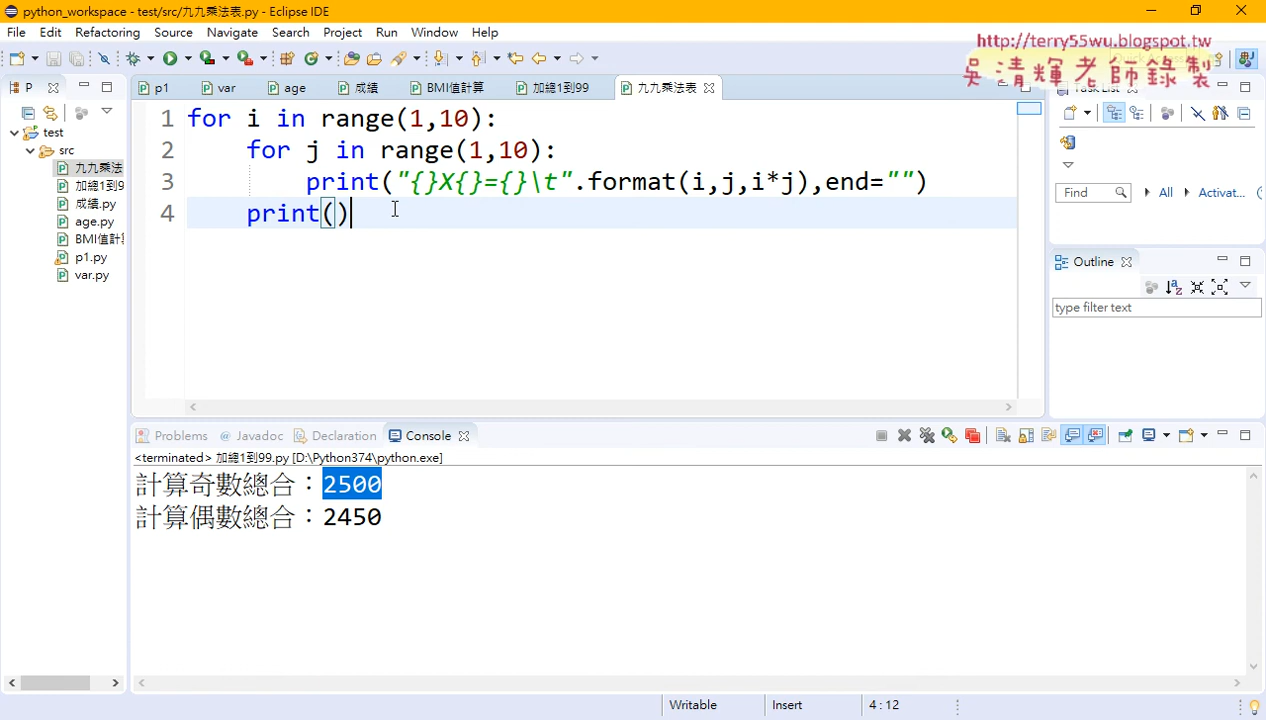 python_workspace - test/src/九九乘法表.py - Eclipse IDE
File Edit Refactoring Source Navigate Search Project Run Window Help
http://terry55wu.blogspot.tw
吳清輝老師錄製
P
p1 var age 成績 BMI值計算 加總1到99 九九乘法表
test
src
九九乘法
加總1到9
成績.py
age.py
BMI值計
p1.py
var.py
1 for i in range(1,10):
2 for j in range(1,10):
3 print("{}X{}={}\t".format(i,j,i*j),end="")
4 print()
Find All Activat...
Outline
type filter text
Problems Javadoc Declaration Console
<terminated> 加總1到99.py [D:\Python374\python.exe]
計算奇數總合：2500
計算偶數總合：2450
Writable Insert 4 : 12